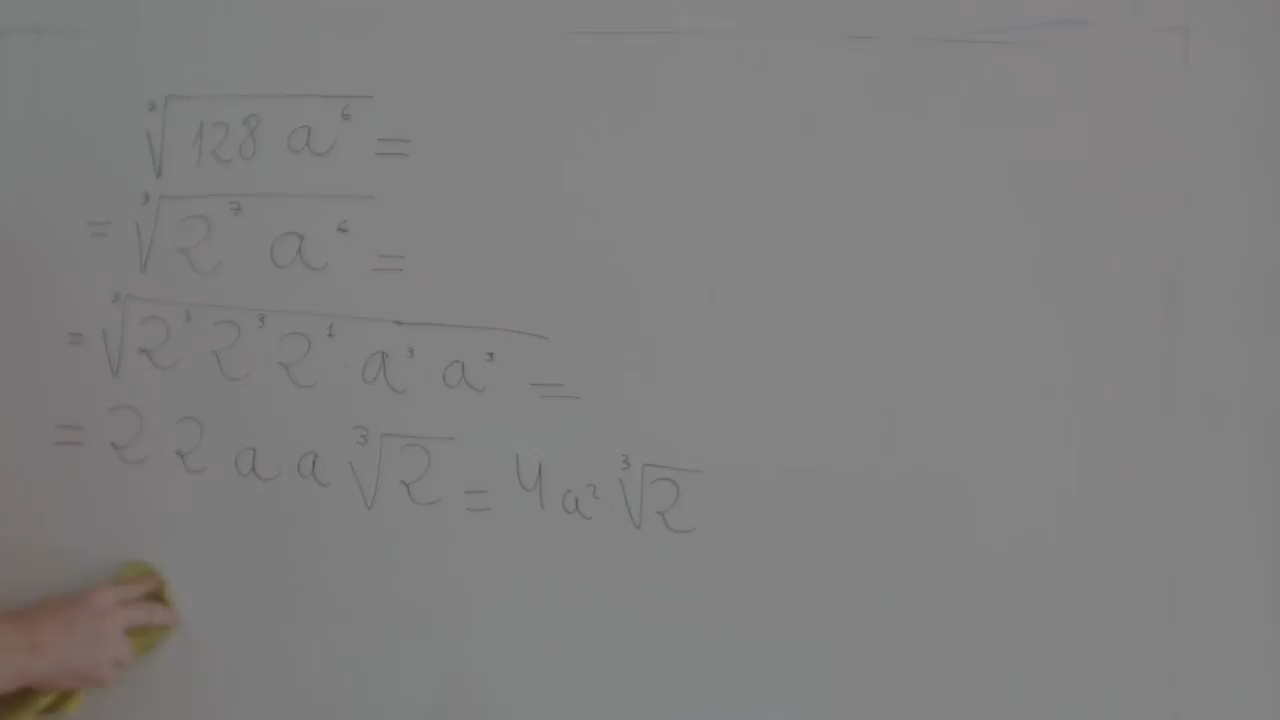 ∛128 a⁶ =
= ∛2⁷ a⁶ =
= ∛2³ 2³ 2¹ a³ a³ =
= 2 2 a a ∛2 = 4a² ∛2